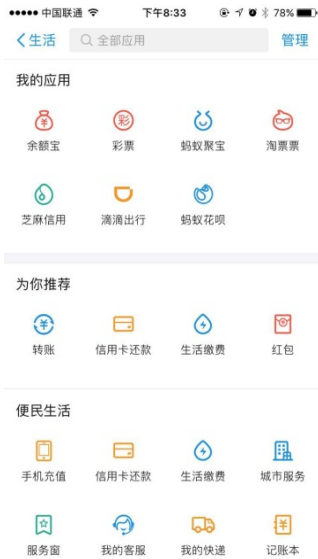 中国联通 下午8:33 78%
生活 全部应用 管理
我的应用
余额宝 彩票 蚂蚁聚宝 淘票票
芝麻信用 滴滴出行 蚂蚁花呗
为你推荐
转账 信用卡还款 生活缴费 红包
便民生活
手机充值 信用卡还款 生活缴费 城市服务
服务窗 我的客服 我的快递 记账本